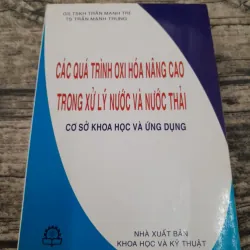 GS.TSKH TRẦN MẠNH TRÍ
TS TRẦN MẠNH TRUNG
CÁC QUÁ TRÌNH OXI HÓA NÂNG CAO
TRONG XỬ LÝ NƯỚC VÀ NƯỚC THẢI
CƠ SỞ KHOA HỌC VÀ ỨNG DỤNG
NHÀ XUẤT BẢN
KHOA HỌC VÀ KỸ THUẬT